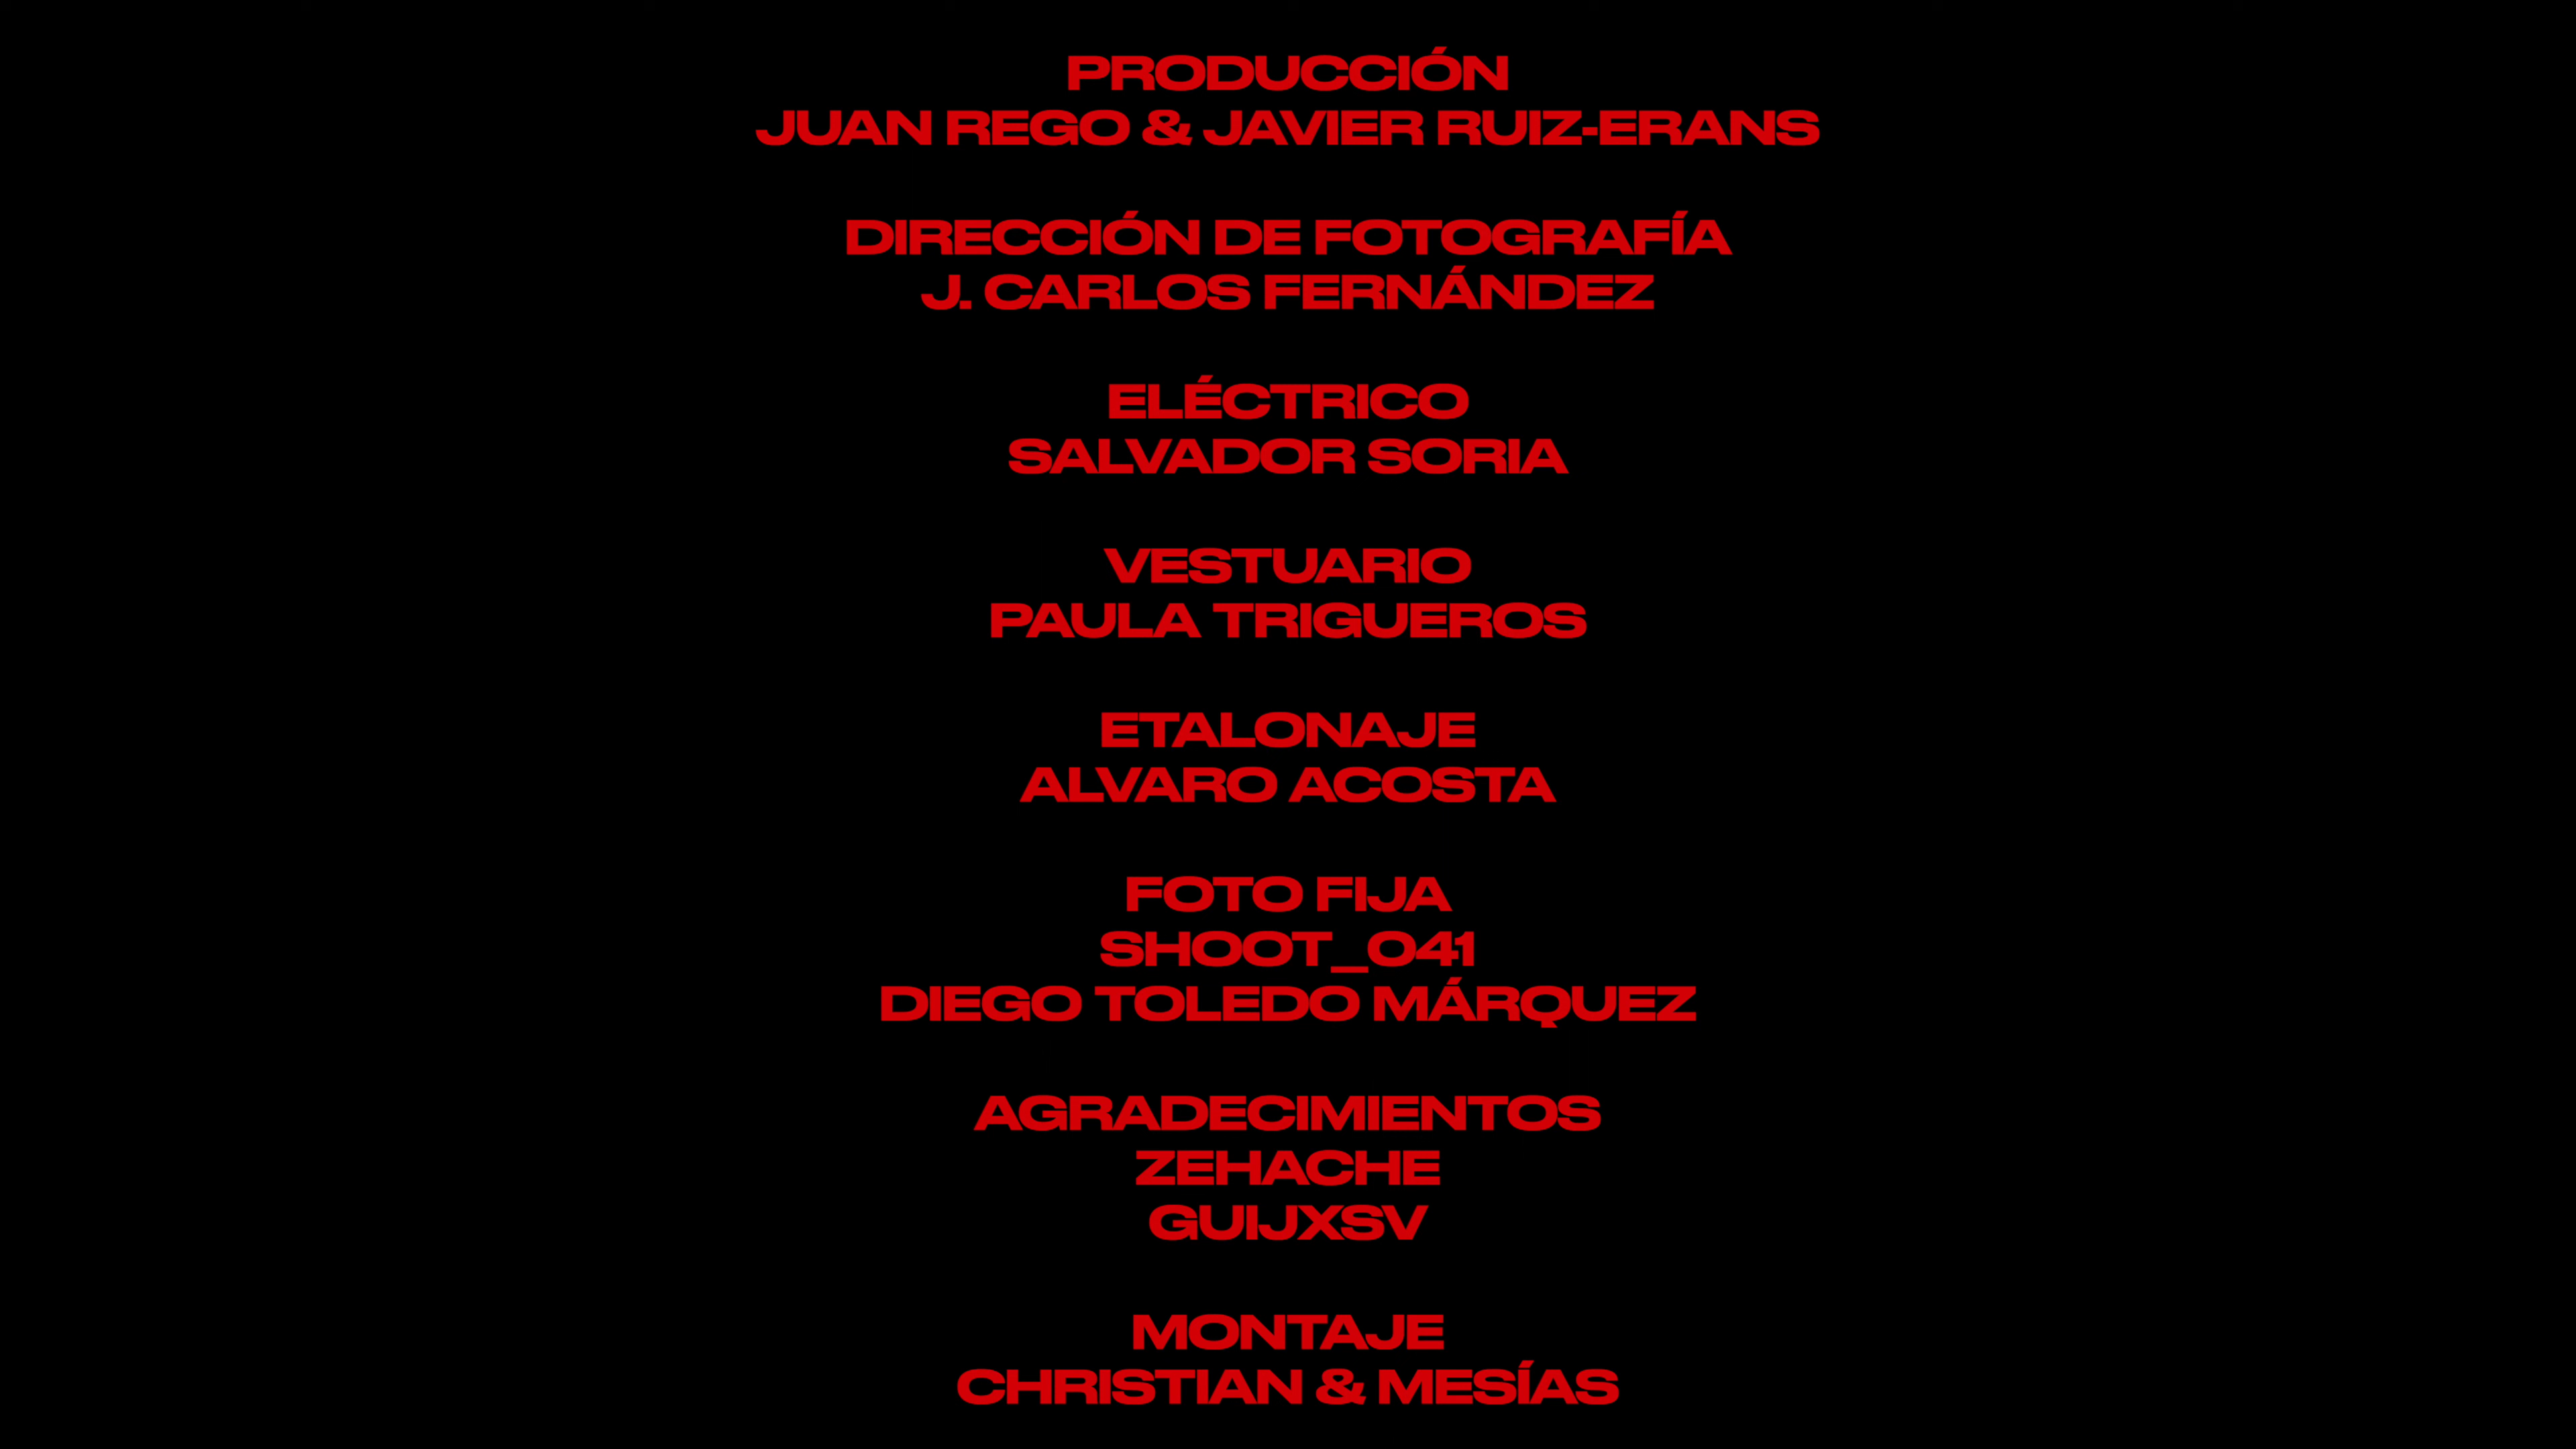 PRODUCCIÓN
JUAN REGO & JAVIER RUIZ-ERANS
DIRECCIÓN DE FOTOGRAFÍA
J. CARLOS FERNÁNDEZ
ELÉCTRICO
SALVADOR SORIA
VESTUARIO
PAULA TRIGUEROS
ETALONAJE
ALVARO ACOSTA
FOTO FIJA
SHOOT_041
DIEGO TOLEDO MÁRQUEZ
AGRADECIMIENTOS
ZEHACHE
GUIJXSV
MONTAJE
CHRISTIAN & MESÍAS